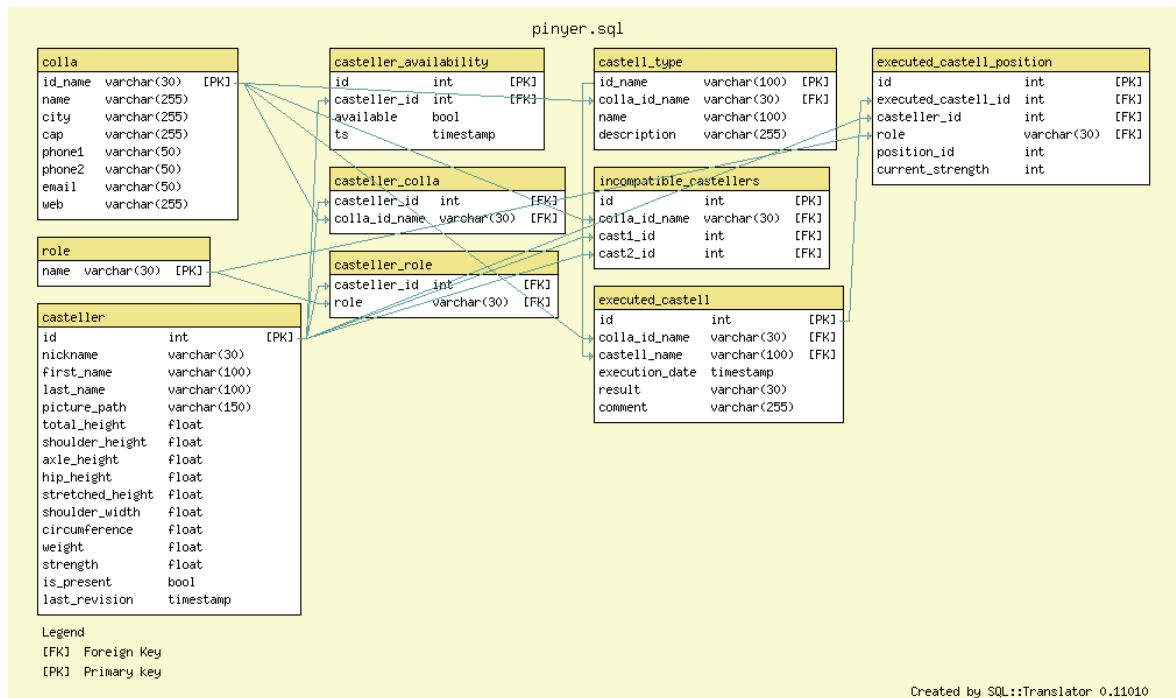 pinyer.sql
colla
id_name varchar(30) [PK]
name varchar(255)
city varchar(255)
cap varchar(255)
phone1 varchar(50)
phone2 varchar(50)
email varchar(50)
web varchar(255)
role
name varchar(30) [PK]
casteller
id int [PK]
nickname varchar(30)
first_name varchar(100)
last_name varchar(100)
picture_path varchar(150)
total_height float
shoulder_height float
axle_height float
hip_height float
stretched_height float
shoulder_width float
circumference float
weight float
strength float
is_present bool
last_revision timestamp
casteller_availability
id int [PK]
casteller_id int [FK]
available bool
ts timestamp
casteller_colla
casteller_id int [FK]
colla_id_name varchar(30) [FK]
casteller_role
casteller_id int [FK]
role varchar(30) [FK]
castell_type
id_name varchar(100) [PK]
colla_id_name varchar(30) [FK]
name varchar(100)
description varchar(255)
incompatible_castellers
id int [PK]
colla_id_name varchar(30) [FK]
cast1_id int [FK]
cast2_id int [FK]
executed_castell
id int [PK]
colla_id_name varchar(30) [FK]
castell_name varchar(100) [FK]
execution_date timestamp
result varchar(30)
comment varchar(255)
executed_castell_position
id int [PK]
executed_castell_id int [FK]
casteller_id int [FK]
role varchar(30) [FK]
position_id int
current_strength int
Legend
[FK] Foreign Key
[PK] Primary key
Created by SQL::Translator 0.11010